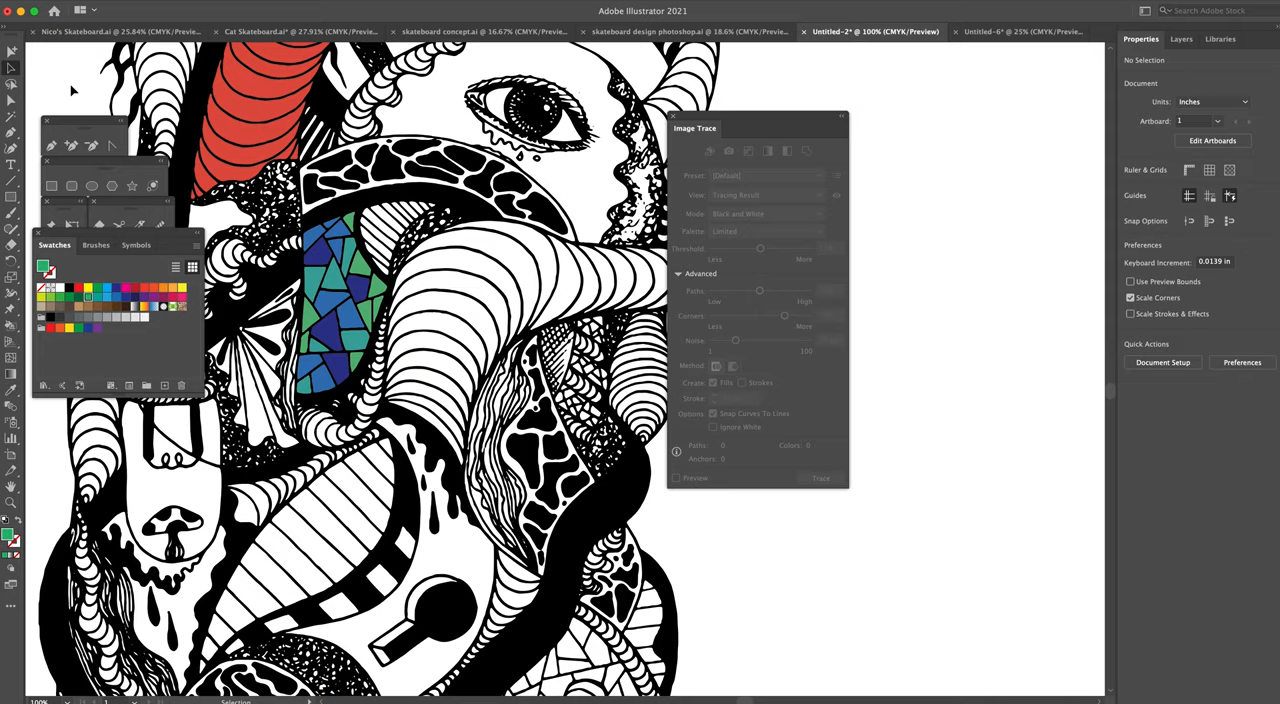 Adobe Illustrator 2021
Search Adobe Stock
Nico's Skateboard.ai @ 25.84% (CMYK/Previe...
Cat Skateboard.ai* @ 27.91% (CMYK/Previe...
skateboard concept.ai @ 16.67% (CMYK/Previe...
skateboard design photoshop.ai @ 18.6% (CMYK/Previe...
Untitled-2* @ 100% (CMYK/Preview)
Untitled-6* @ 25% (CMYK/Previe...
Properties Layers Libraries
No Selection
Document
Units: Inches
Artboard: 1
Edit Artboards
Ruler & Grids
Guides
Snap Options
Preferences
Keyboard Increment: 0.0139 in
Use Preview Bounds
Scale Corners
Scale Strokes & Effects
Quick Actions
Document Setup Preferences
Swatches Brushes Symbols
Image Trace
Preset: [Default]
View: Tracing Result
Mode: Black and White
Palette: Limited
Threshold:
Less More
Advanced
Paths:
Low High
Corners:
Less More
Noise:
1 100
Method:
Create: Fills Strokes
Stroke:
Options: Snap Curves To Lines
Ignore White
Paths: 0 Colors: 0
Anchors: 0
Preview Trace
100% 1 Selection